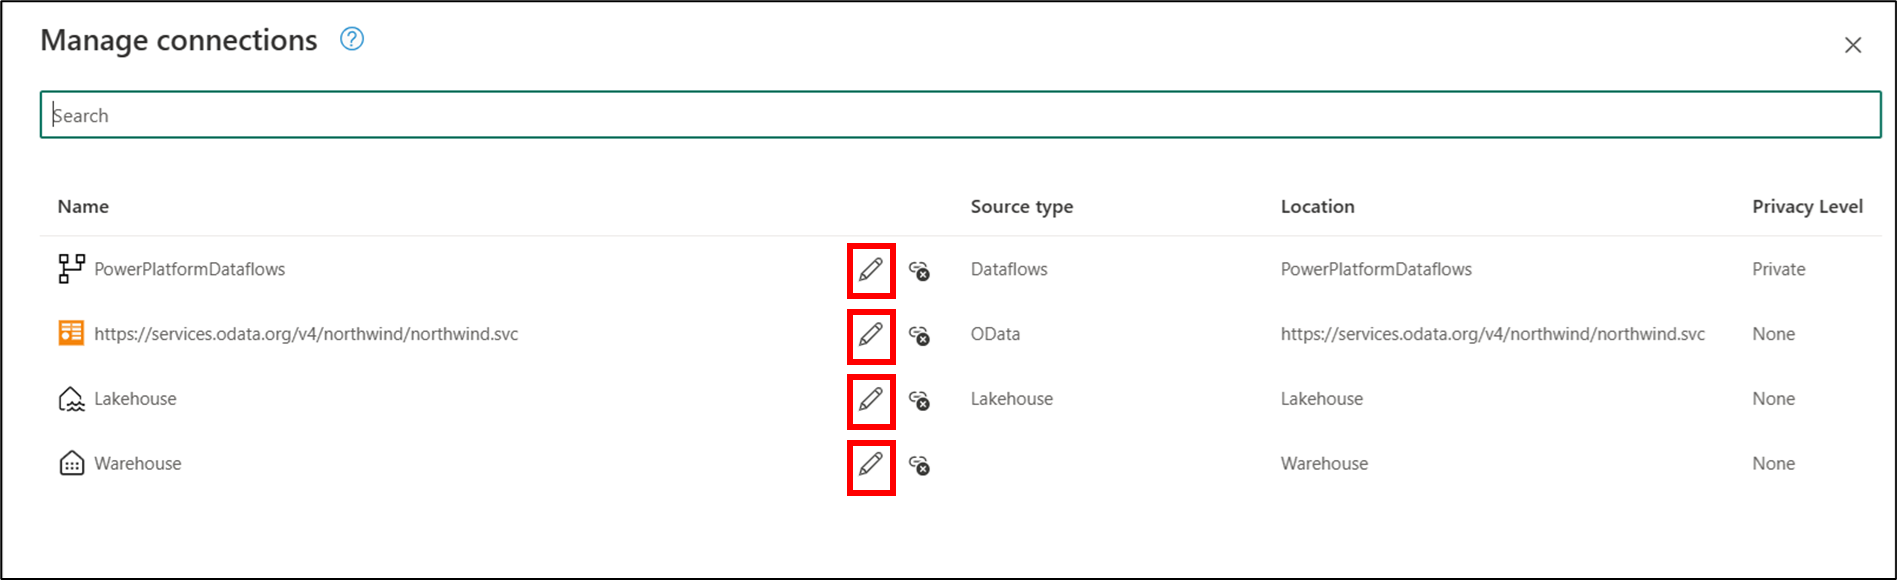 Manage connections
Search
Name Source type Location Privacy Level
PowerPlatformDataflows Dataflows PowerPlatformDataflows Private
https://services.odata.org/v4/northwind/northwind.svc OData https://services.odata.org/v4/northwind/northwind.svc None
Lakehouse Lakehouse Lakehouse None
Warehouse Warehouse None